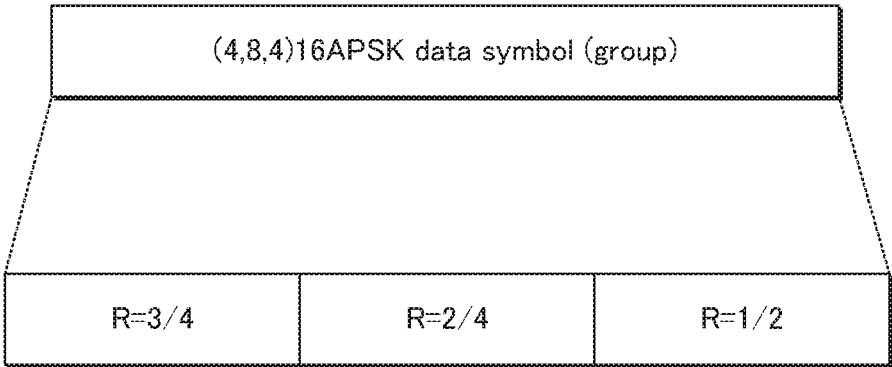 (4,8,4)16APSK data symbol (group)
R=3/4
R=2/4
R=1/2